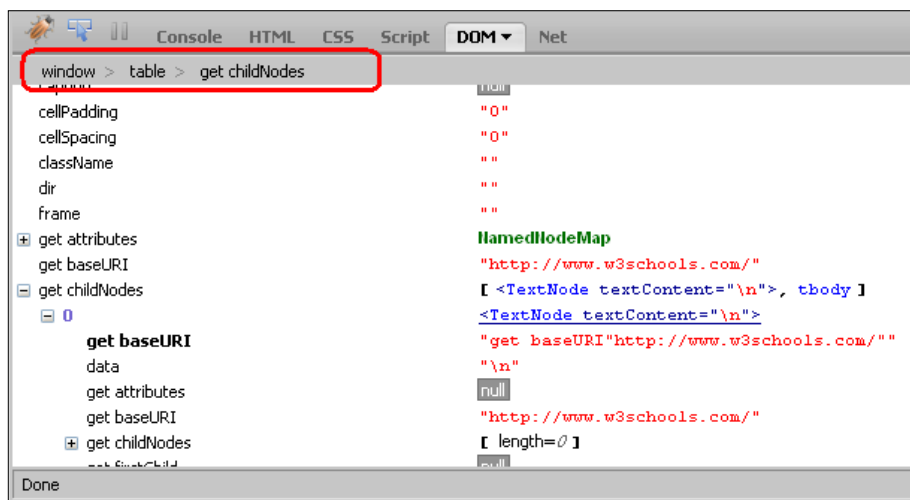 Console HTML CSS Script DOM Net
window > table > get childNodes
cellPadding "0"
cellSpacing "0"
className ""
dir ""
frame ""
get attributes NamedNodeMap
get baseURI "http://www.w3schools.com/"
get childNodes [ <TextNode textContent="\n">, tbody ]
0 <TextNode textContent="\n">
get baseURI "get baseURI"http://www.w3schools.com/""
data "\n"
get attributes null
get baseURI "http://www.w3schools.com/"
get childNodes [ length=0 ]
Done